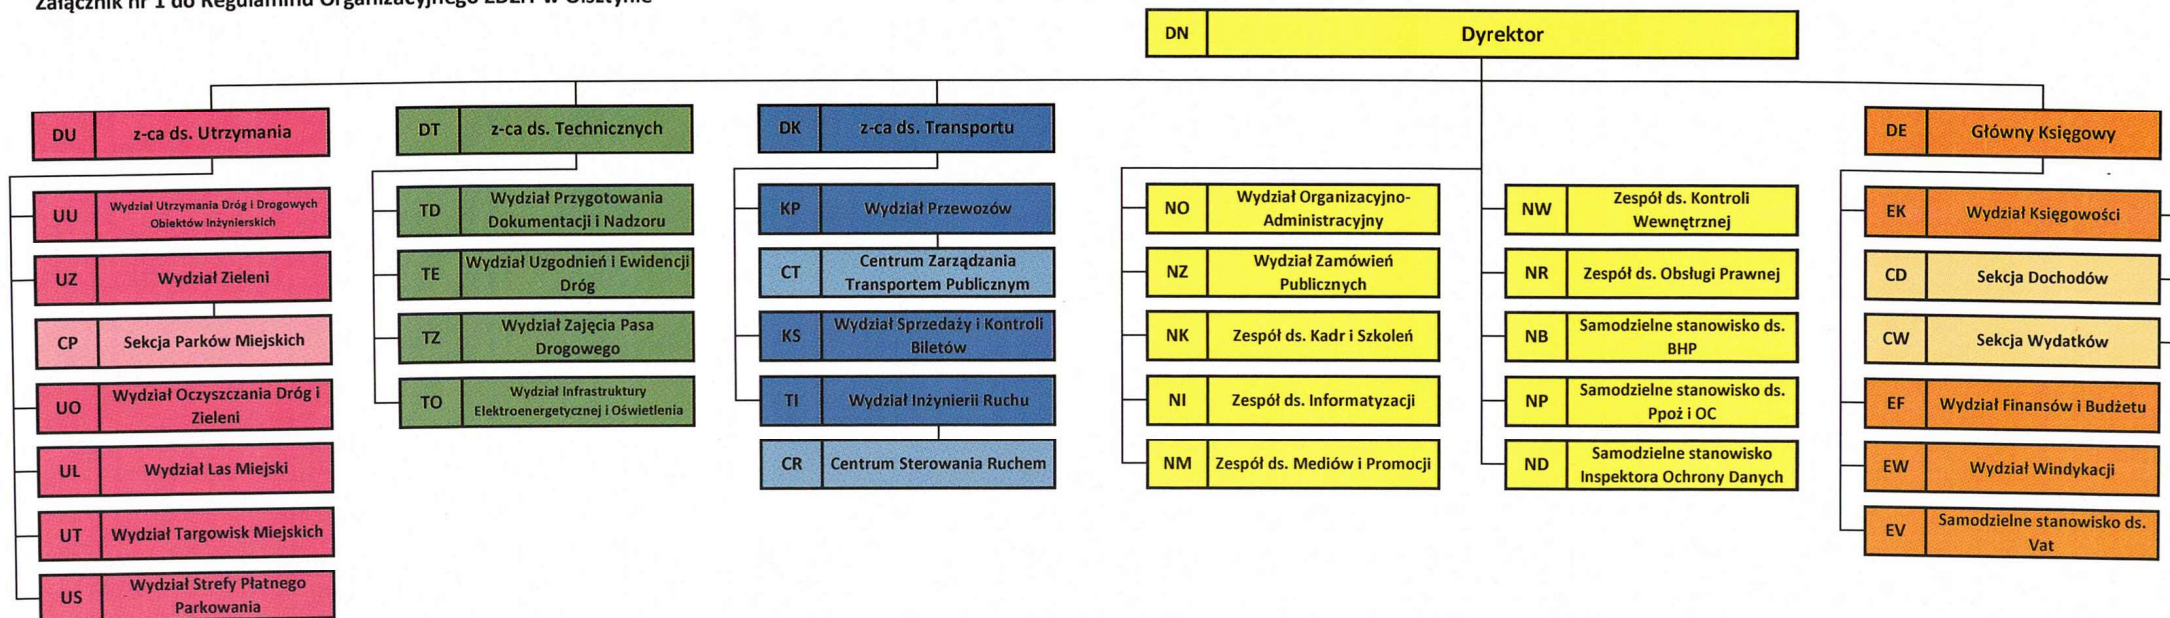 Załącznik nr 1 do Regulaminu Organizacyjnego ZDZiT w Olsztynie
DN Dyrektor
DU z-ca ds. Utrzymania
UU Wydział Utrzymania Dróg i Drogowych
Obiektów Inżynierskich
UZ Wydział Zieleni
CP Sekcja Parków Miejskich
UO Wydział Oczyszczania Dróg i
Zieleni
UL Wydział Las Miejski
UT Wydział Targowisk Miejskich
US Wydział Strefy Płatnego
Parkowania
DT z-ca ds. Technicznych
TD Wydział Przygotowania
Dokumentacji i Nadzoru
TE Wydział Uzgodnień i Ewidencji
Dróg
TZ Wydział Zajęcia Pasa
Drogowego
TO Wydział Infrastruktury
Elektroenergetycznej i Oświetlenia
DK z-ca ds. Transportu
KP Wydział Przewozów
CT Centrum Zarządzania
Transportem Publicznym
KS Wydział Sprzedaży i Kontroli
Biletów
TI Wydział Inżynierii Ruchu
CR Centrum Sterowania Ruchem
NO Wydział Organizacyjno-
Administracyjny
NZ Wydział Zamówień
Publicznych
NK Zespół ds. Kadr i Szkoleń
NI Zespół ds. Informatyzacji
NM Zespół ds. Mediów i Promocji
NW Zespół ds. Kontroli
Wewnętrznej
NR Zespół ds. Obsługi Prawnej
NB Samodzielne stanowisko ds.
BHP
NP Samodzielne stanowisko ds.
Ppoż i OC
ND Samodzielne stanowisko
Inspektora Ochrony Danych
DE Główny Księgowy
EK Wydział Księgowości
CD Sekcja Dochodów
CW Sekcja Wydatków
EF Wydział Finansów i Budżetu
EW Wydział Windykacji
EV Samodzielne stanowisko ds.
Vat